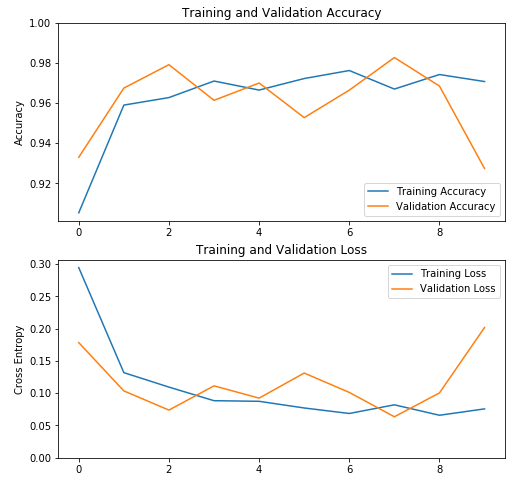 Training and Validation Accuracy
1.00
0.98
0.96
0.94
0.92
Accuracy
Training Accuracy
Validation Accuracy
0 2 4 6 8
Training and Validation Loss
0.30
0.25
0.20
0.15
0.10
0.05
0.00
Cross Entropy
Training Loss
Validation Loss
0 2 4 6 8